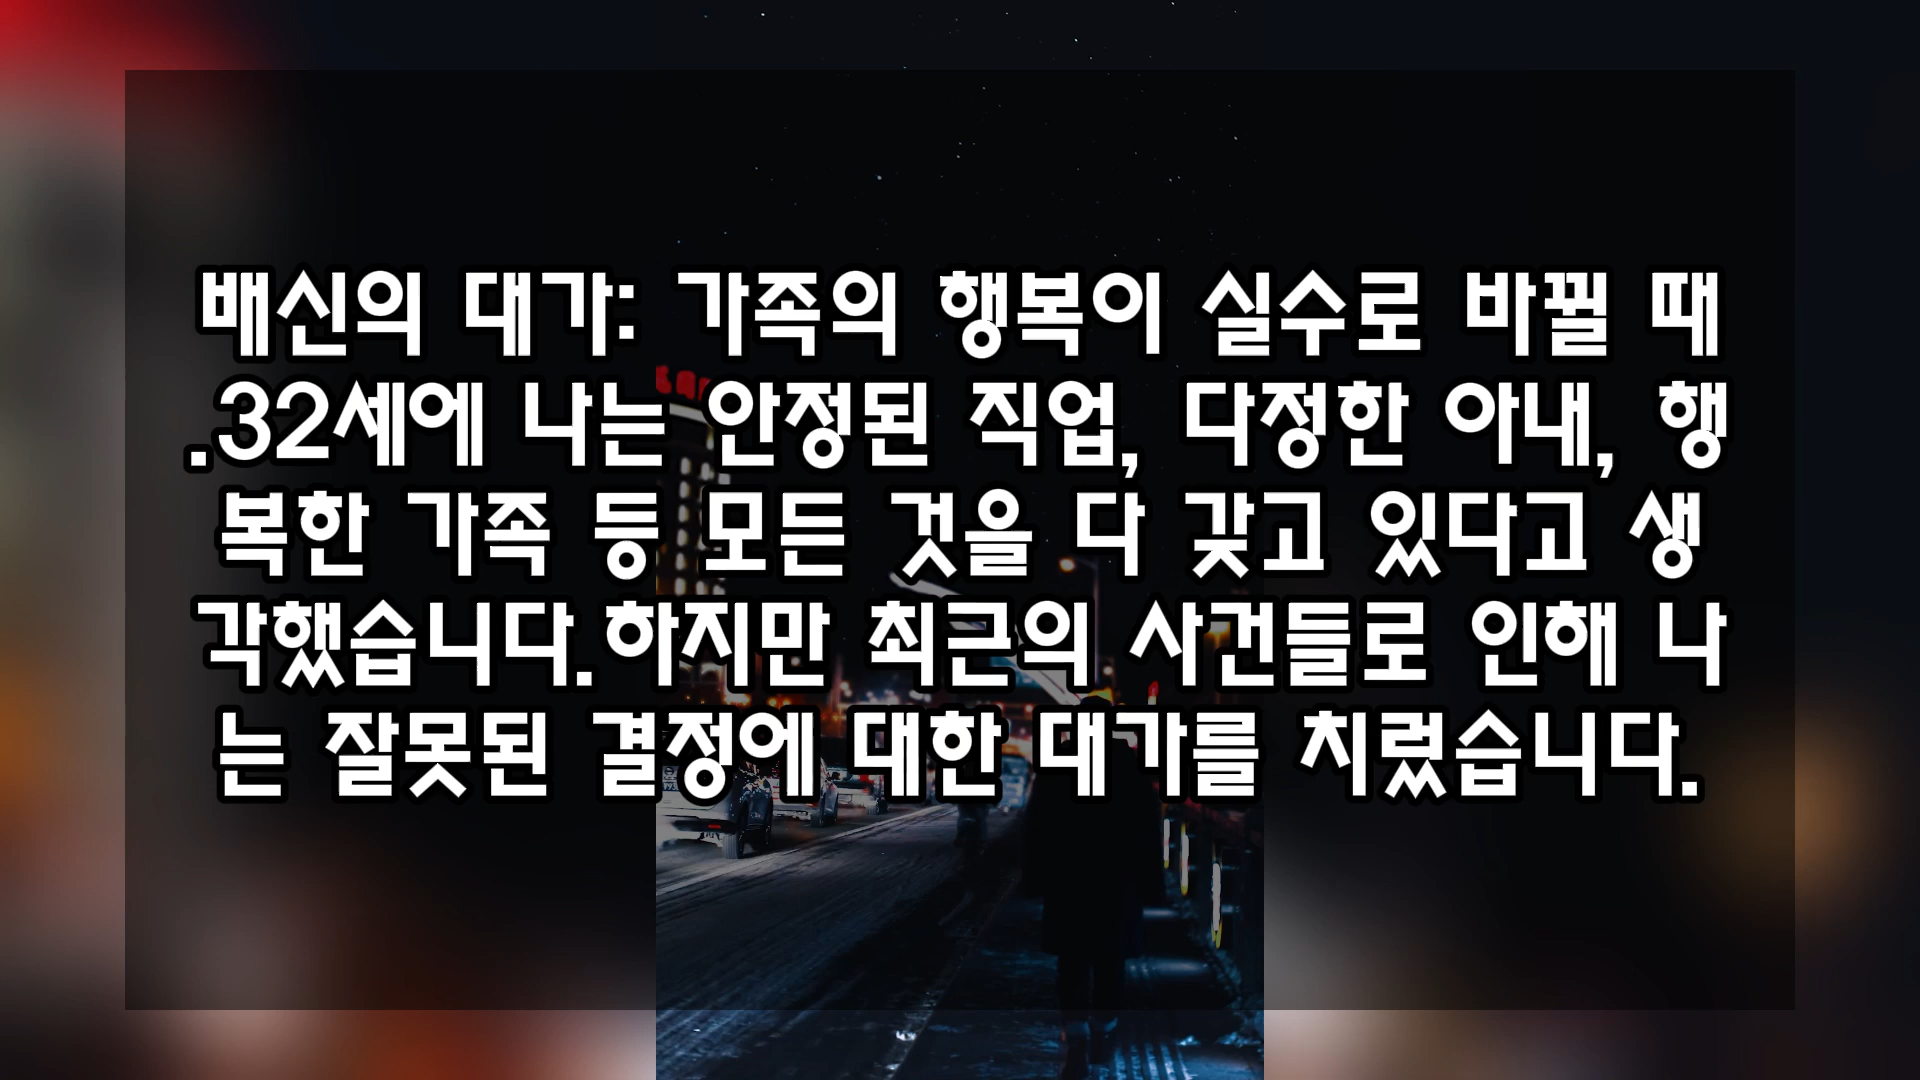 배신의 대가: 가족의 행복이 실수로 바뀔 때
.32세에 나는 안정된 직업, 다정한 아내, 행
복한 가족 등 모든 것을 다 갖고 있다고 생
각했습니다.하지만 최근의 사건들로 인해 나
는 잘못된 결정에 대한 대가를 치렀습니다.